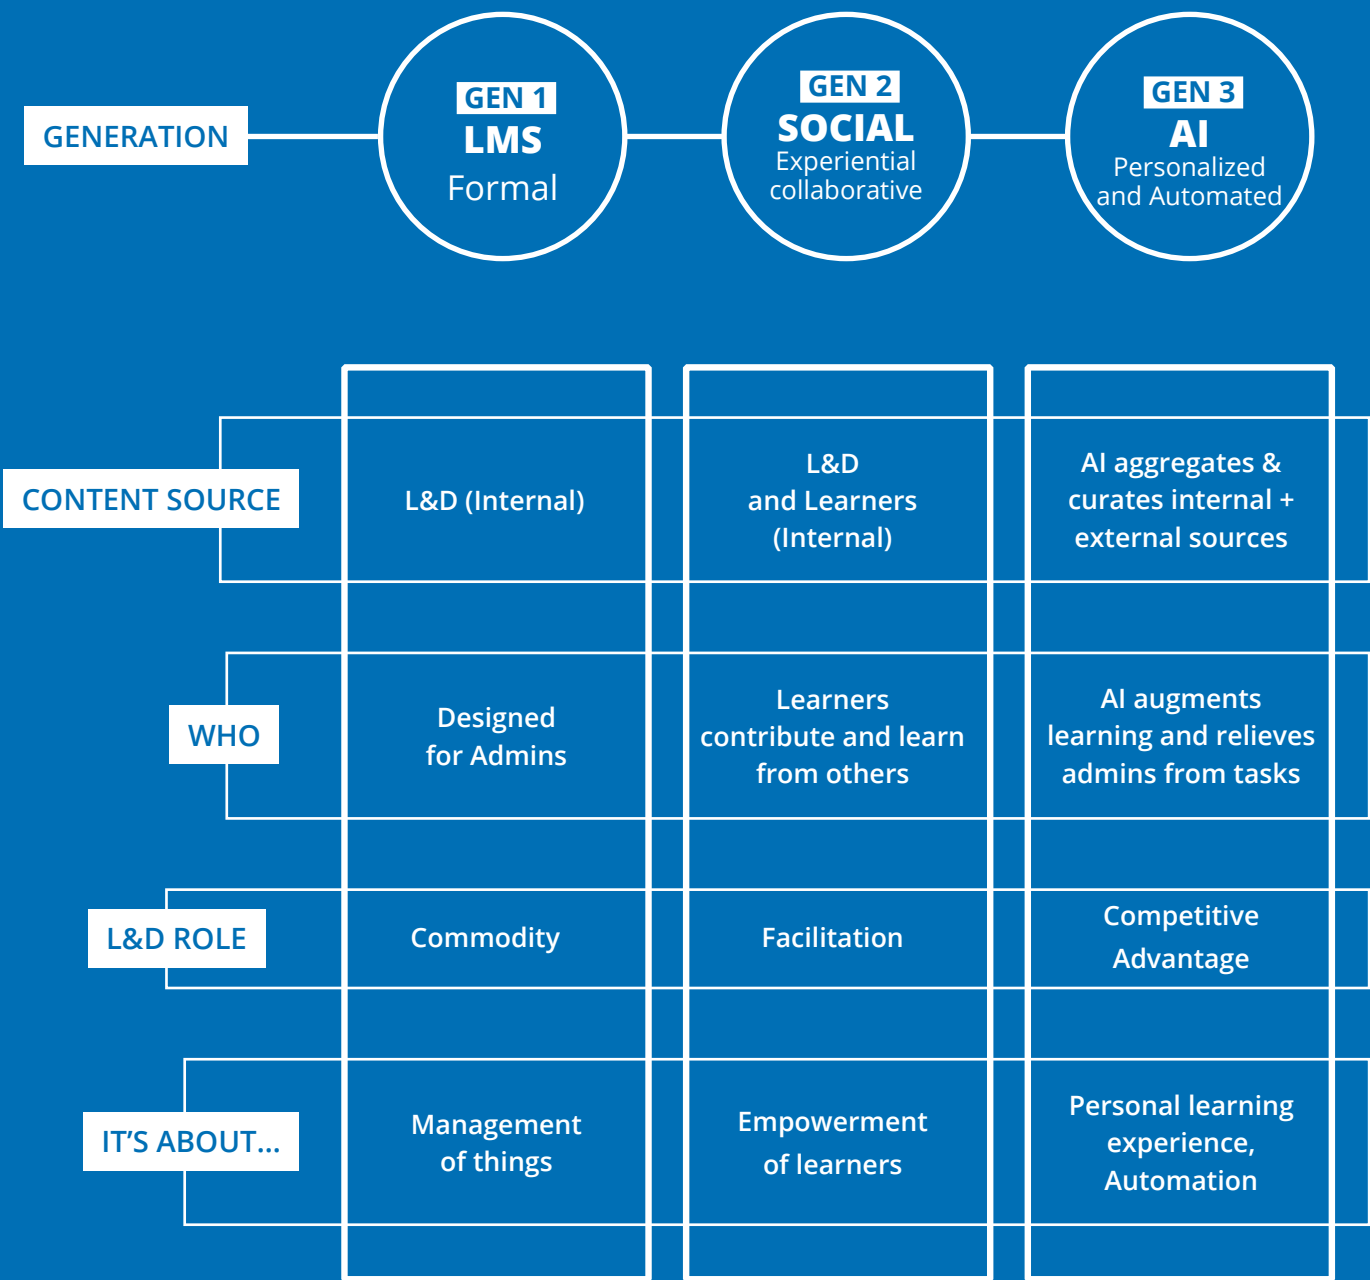 GENERATION
GEN 1
LMS
Formal
GEN 2
SOCIAL
Experiential
collaborative
GEN 3
AI
Personalized
and Automated
CONTENT SOURCE
L&D (Internal)
L&D
and Learners
(Internal)
AI aggregates &
curates internal +
external sources
WHO
Designed
for Admins
Learners
contribute and learn
from others
AI augments
learning and relieves
admins from tasks
L&D ROLE
Commodity
Facilitation
Competitive
Advantage
IT’S ABOUT...
Management
of things
Empowerment
of learners
Personal learning
experience,
Automation